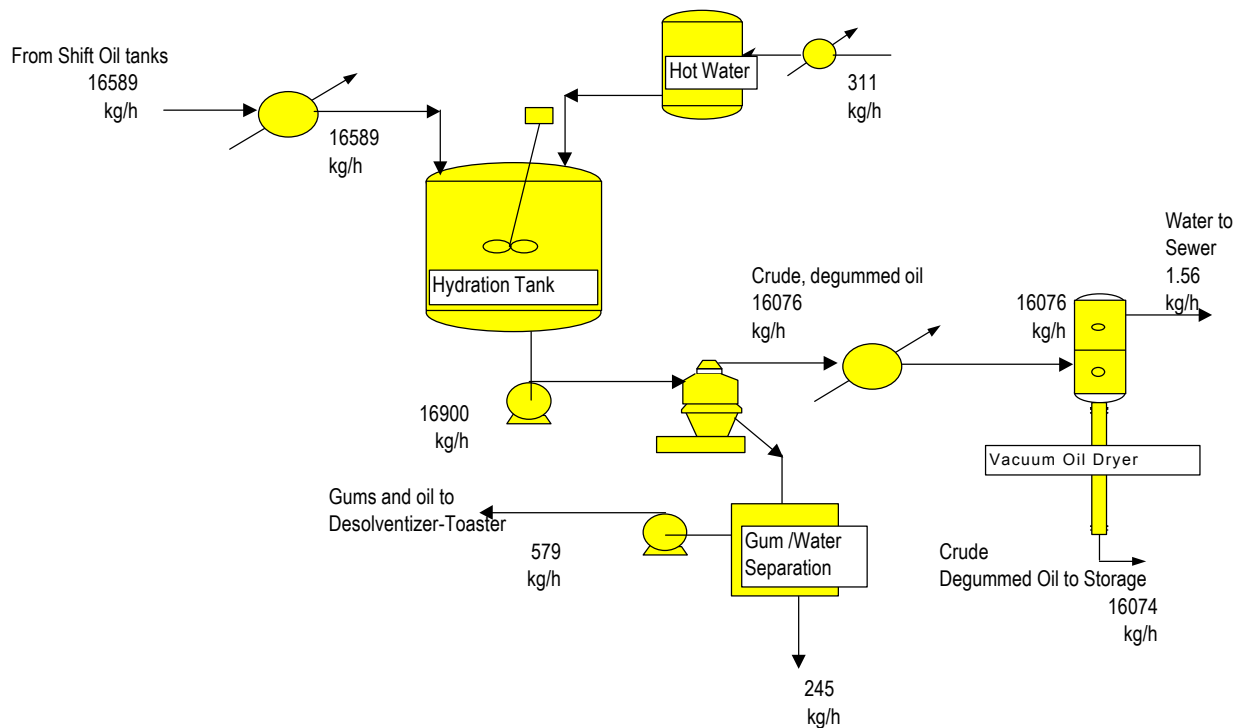 From Shift Oil tanks
16589
kg/h
16589
kg/h
Hot Water
311
kg/h
Hydration Tank
Water to
Sewer
1.56
kg/h
Crude, degummed oil
16076
kg/h
16076
kg/h
16900
kg/h
Vacuum Oil Dryer
Gums and oil to
Desolventizer-Toaster
579
kg/h
Gum /Water
Separation
Crude
Degummed Oil to Storage
16074
kg/h
245
kg/h